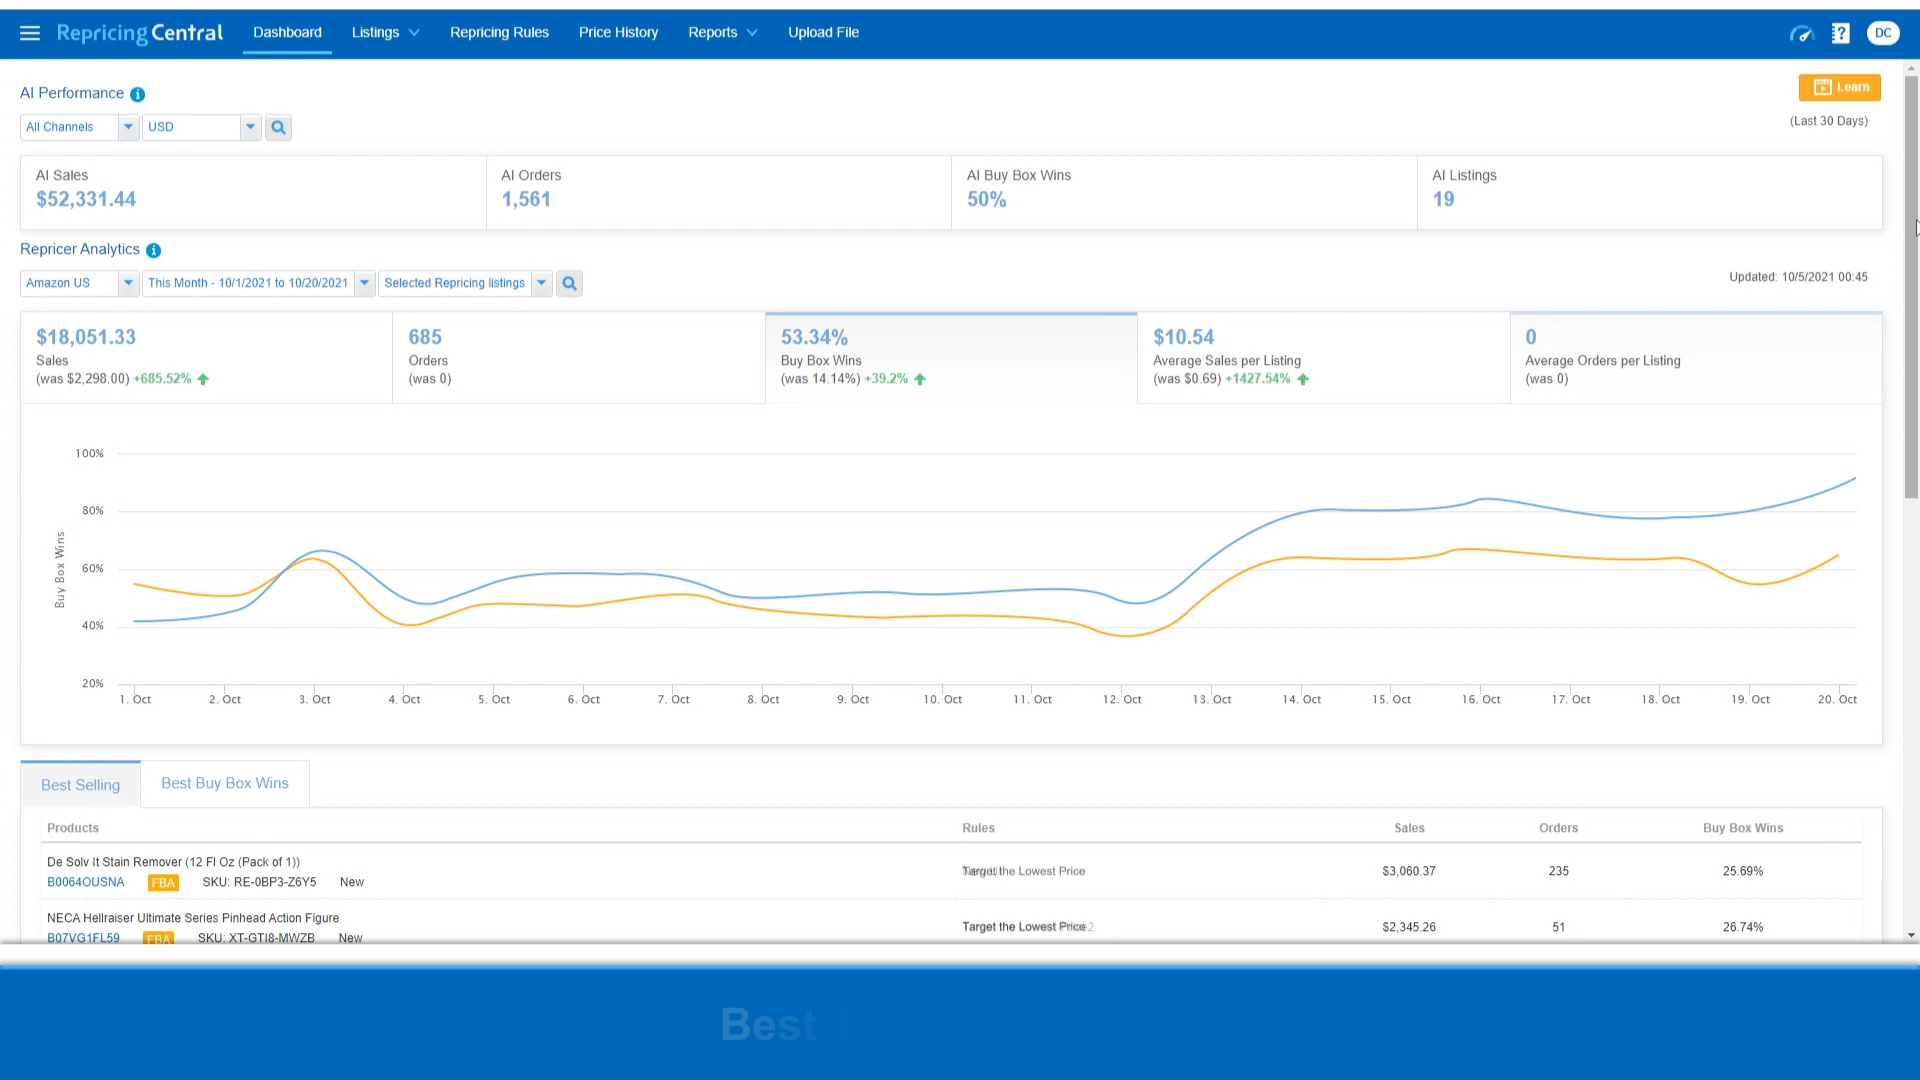 Repricing Central Dashboard Listings Repricing Rules Price History Reports Upload File ? DC
AI Performance i
Learn
All Channels USD
(Last 30 Days)
AI Sales AI Orders AI Buy Box Wins AI Listings
$52,331.44 1,561 50% 19
Repricer Analytics i
Amazon US This Month - 10/1/2021 to 10/20/2021 Selected Repricing listings
Updated: 10/5/2021 00:45
$18,051.33 685 53.34% $10.54 0
Sales Orders Buy Box Wins Average Sales per Listing Average Orders per Listing
(was $2,298.00) +685.52% (was 0) (was 14.14%) +39.2% (was $0.69) +1427.54% (was 0)
100%
80%
60%
40%
20%
Buy Box Wins
1. Oct 2. Oct 3. Oct 4. Oct 5. Oct 6. Oct 7. Oct 8. Oct 9. Oct 10. Oct 11. Oct 12. Oct 13. Oct 14. Oct 15. Oct 16. Oct 17. Oct 18. Oct 19. Oct 20. Oct
Best Selling Best Buy Box Wins
Products Rules Sales Orders Buy Box Wins
De Solv It Stain Remover (12 Fl Oz (Pack of 1))
Target the Lowest Price $3,060.37 235 25.69%
B0064OUSNA FBA SKU: RE-0BP3-Z6Y5 New
NECA Hellraiser Ultimate Series Pinhead Action Figure
Target the Lowest Price 2 $2,345.26 51 26.74%
B07VG1FL59 FBA SKU: XT-GTI8-MWZB New
Best